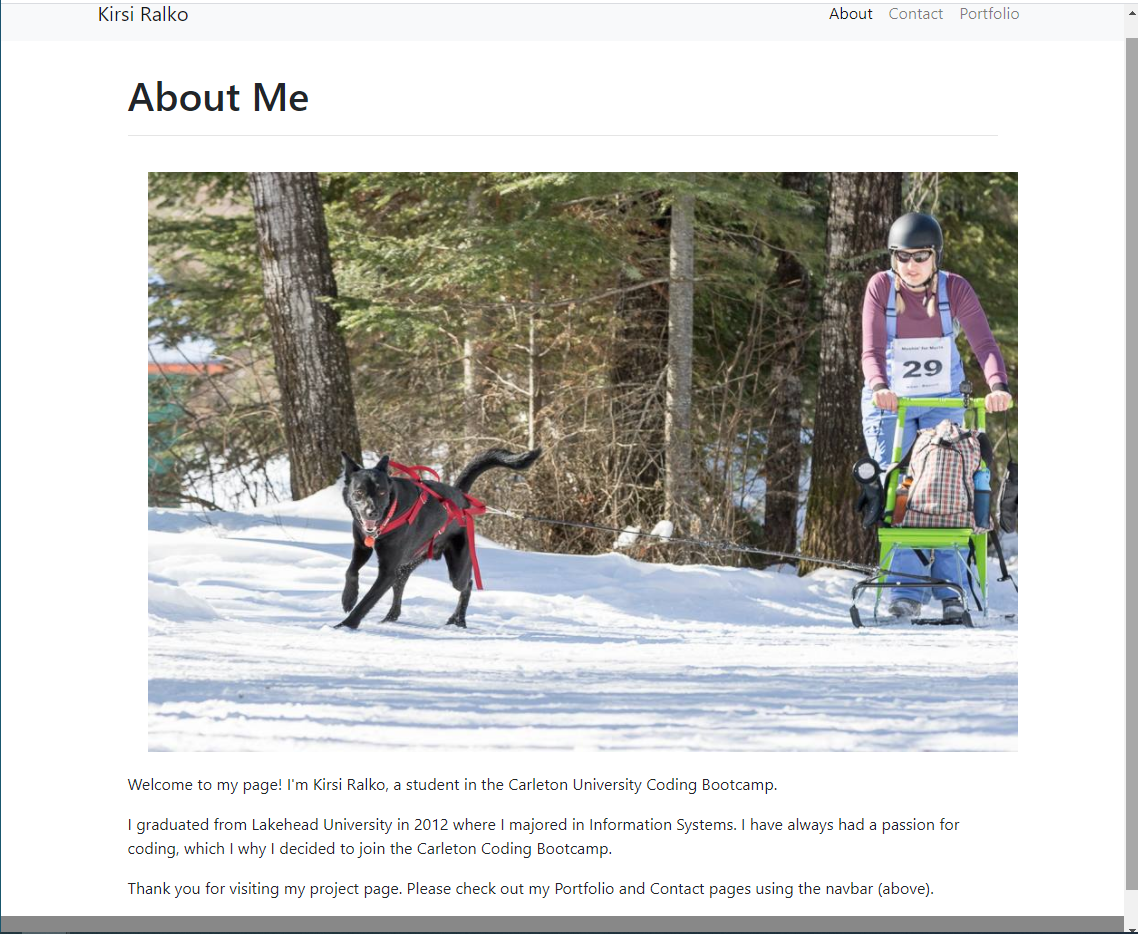 Kirsi Ralko
About Contact Portfolio
About Me
29
Welcome to my page! I'm Kirsi Ralko, a student in the Carleton University Coding Bootcamp.
I graduated from Lakehead University in 2012 where I majored in Information Systems. I have always had a passion for
coding, which I why I decided to join the Carleton Coding Bootcamp.
Thank you for visiting my project page. Please check out my Portfolio and Contact pages using the navbar (above).